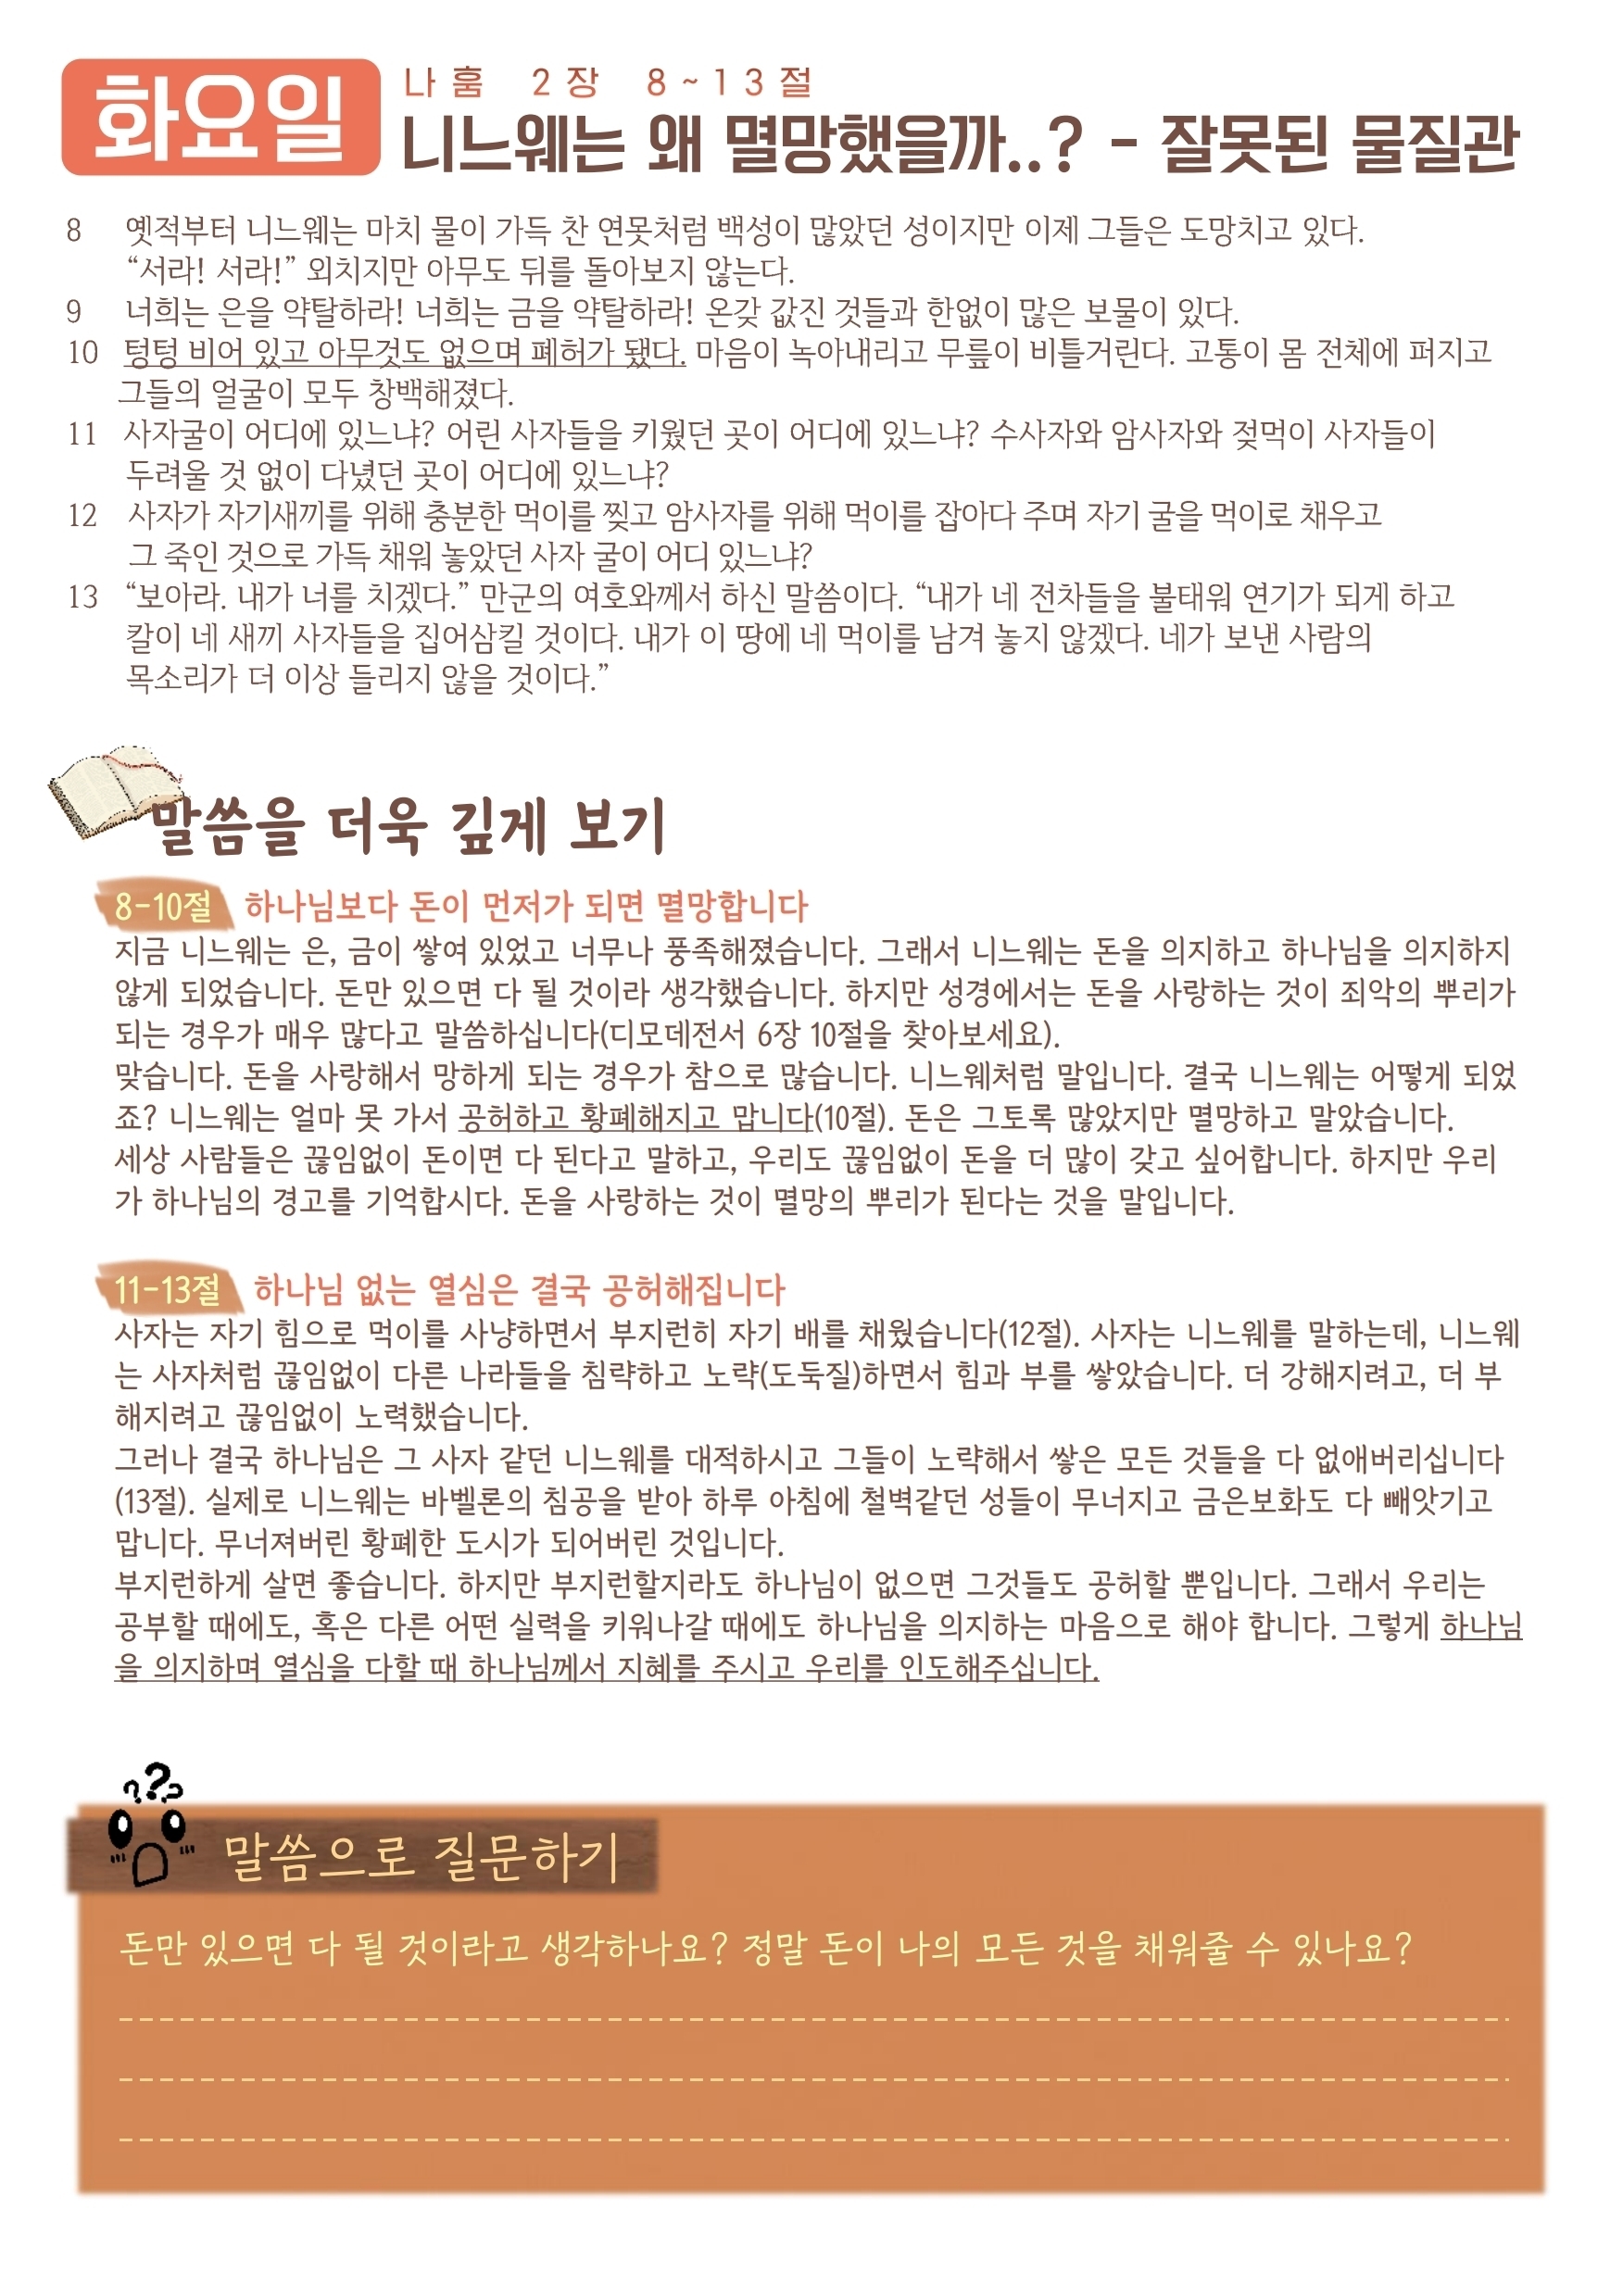 화요일
나훔 2장 8~13절
니느웨는 왜 멸망했을까..? - 잘못된 물질관
8 옛적부터 니느웨는 마치 물이 가득 찬 연못처럼 백성이 많았던 성이지만 이제 그들은 도망치고 있다.
“서라! 서라!” 외치지만 아무도 뒤를 돌아보지 않는다.
9 너희는 은을 약탈하라! 너희는 금을 약탈하라! 온갖 값진 것들과 한없이 많은 보물이 있다.
10 텅텅 비어 있고 아무것도 없으며 폐허가 됐다. 마음이 녹아내리고 무릎이 비틀거린다. 고통이 몸 전체에 퍼지고
그들의 얼굴이 모두 창백해졌다.
11 사자굴이 어디에 있느냐? 어린 사자들을 키웠던 곳이 어디에 있느냐? 수사자와 암사자와 젖먹이 사자들이
두려울 것 없이 다녔던 곳이 어디에 있느냐?
12 사자가 자기새끼를 위해 충분한 먹이를 찢고 암사자를 위해 먹이를 잡아다 주며 자기 굴을 먹이로 채우고
그 죽인 것으로 가득 채워 놓았던 사자 굴이 어디 있느냐?
13 “보아라. 내가 너를 치겠다.” 만군의 여호와께서 하신 말씀이다. “내가 네 전차들을 불태워 연기가 되게 하고
칼이 네 새끼 사자들을 집어삼킬 것이다. 내가 이 땅에 네 먹이를 남겨 놓지 않겠다. 네가 보낸 사람의
목소리가 더 이상 들리지 않을 것이다.”
말씀을 더욱 깊게 보기
8-10절 하나님보다 돈이 먼저가 되면 멸망합니다
지금 니느웨는 은, 금이 쌓여 있었고 너무나 풍족해졌습니다. 그래서 니느웨는 돈을 의지하고 하나님을 의지하지
않게 되었습니다. 돈만 있으면 다 될 것이라 생각했습니다. 하지만 성경에서는 돈을 사랑하는 것이 죄악의 뿌리가
되는 경우가 매우 많다고 말씀하십니다(디모데전서 6장 10절을 찾아보세요).
맞습니다. 돈을 사랑해서 망하게 되는 경우가 참으로 많습니다. 니느웨처럼 말입니다. 결국 니느웨는 어떻게 되었
죠? 니느웨는 얼마 못 가서 공허하고 황폐해지고 맙니다(10절). 돈은 그토록 많았지만 멸망하고 말았습니다.
세상 사람들은 끊임없이 돈이면 다 된다고 말하고, 우리도 끊임없이 돈을 더 많이 갖고 싶어합니다. 하지만 우리
가 하나님의 경고를 기억합시다. 돈을 사랑하는 것이 멸망의 뿌리가 된다는 것을 말입니다.
11-13절 하나님 없는 열심은 결국 공허해집니다
사자는 자기 힘으로 먹이를 사냥하면서 부지런히 자기 배를 채웠습니다(12절). 사자는 니느웨를 말하는데, 니느웨
는 사자처럼 끊임없이 다른 나라들을 침략하고 노략(도둑질)하면서 힘과 부를 쌓았습니다. 더 강해지려고, 더 부
해지려고 끊임없이 노력했습니다.
그러나 결국 하나님은 그 사자 같던 니느웨를 대적하시고 그들이 노략해서 쌓은 모든 것들을 다 없애버리십니다
(13절). 실제로 니느웨는 바벨론의 침공을 받아 하루 아침에 철벽같던 성들이 무너지고 금은보화도 다 빼앗기고
맙니다. 무너져버린 황폐한 도시가 되어버린 것입니다.
부지런하게 살면 좋습니다. 하지만 부지런할지라도 하나님이 없으면 그것들도 공허할 뿐입니다. 그래서 우리는
공부할 때에도, 혹은 다른 어떤 실력을 키워나갈 때에도 하나님을 의지하는 마음으로 해야 합니다. 그렇게 하나님
을 의지하며 열심을 다할 때 하나님께서 지혜를 주시고 우리를 인도해주십니다.
???
말씀으로 질문하기
돈만 있으면 다 될 것이라고 생각하나요? 정말 돈이 나의 모든 것을 채워줄 수 있나요?